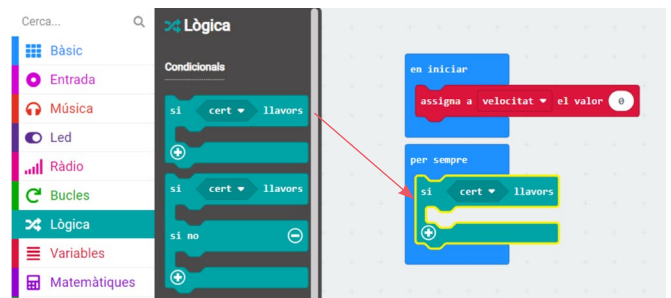 Cerca...
Bàsic
Entrada
Música
Led
Ràdio
Bucles
Lògica
Variables
Matemàtiques
Lògica
Condicionals
si cert llavors
si cert llavors
si no
en iniciar
assigna a velocitat el valor 0
per sempre
si cert llavors